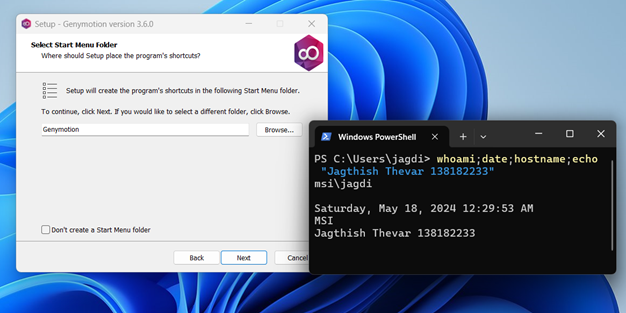 Setup - Genymotion version 3.6.0
Select Start Menu Folder
Where should Setup place the program's shortcuts?
Setup will create the program's shortcuts in the following Start Menu folder.
To continue, click Next. If you would like to select a different folder, click Browse.
Genymotion
Browse...
Don't create a Start Menu folder
Back
Next
Cancel
Windows PowerShell
PS C:\Users\jagdi> whoami;date;hostname;echo
"Jagthish Thevar 138182233"
msi\jagdi
Saturday, May 18, 2024 12:29:53 AM
MSI
Jagthish Thevar 138182233